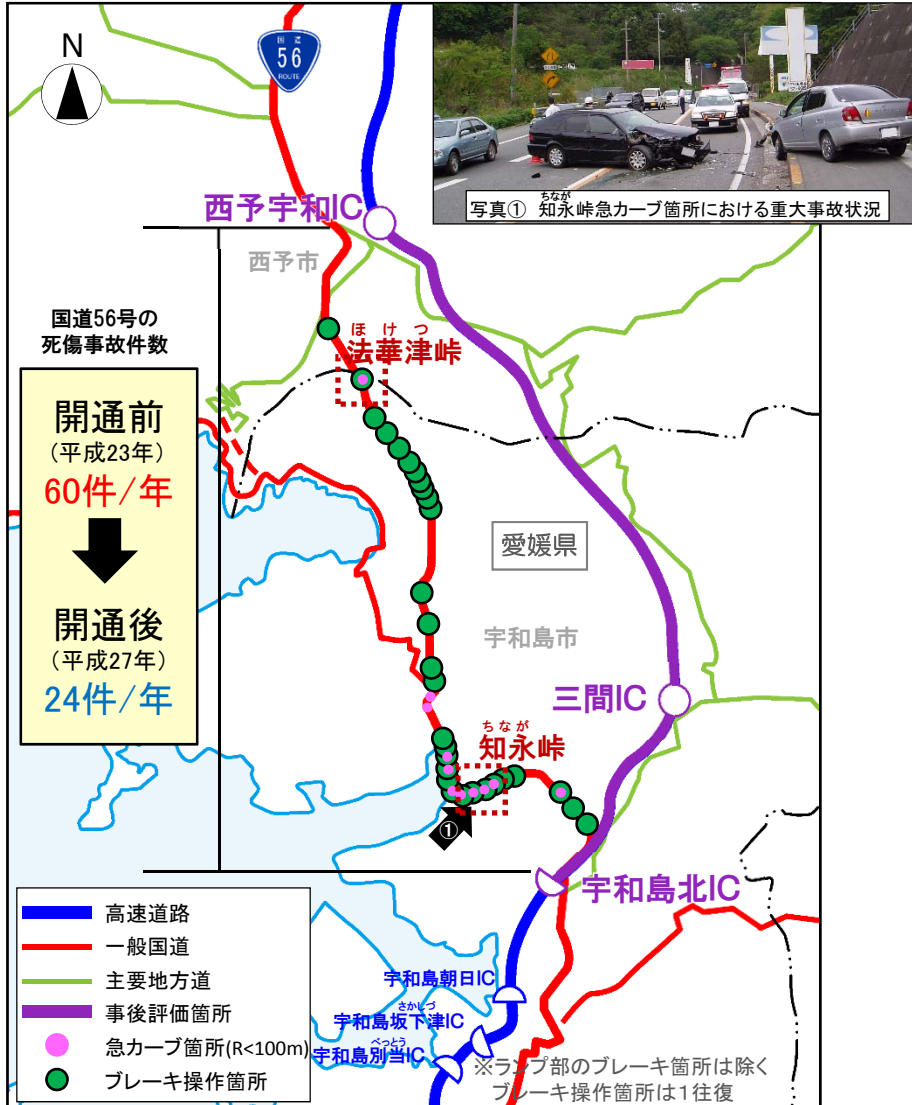 N
国道
56
ROUTE
写真① 知永峠急カーブ箇所における重大事故状況
ちなが
西予宇和IC
西予市
国道56号の
死傷事故件数
ほけつ
法華津峠
開通前
(平成23年)
60件/年
開通後
(平成27年)
24件/年
愛媛県
宇和島市
三間IC
ちなが
知永峠
①
宇和島北IC
高速道路
一般国道
主要地方道
事後評価箇所
急カーブ箇所(R<100m)
ブレーキ操作箇所
宇和島朝日IC
さかしづ
宇和島坂下津IC
べっとう
宇和島別当IC
※ランプ部のブレーキ箇所は除く
ブレーキ操作箇所は1往復